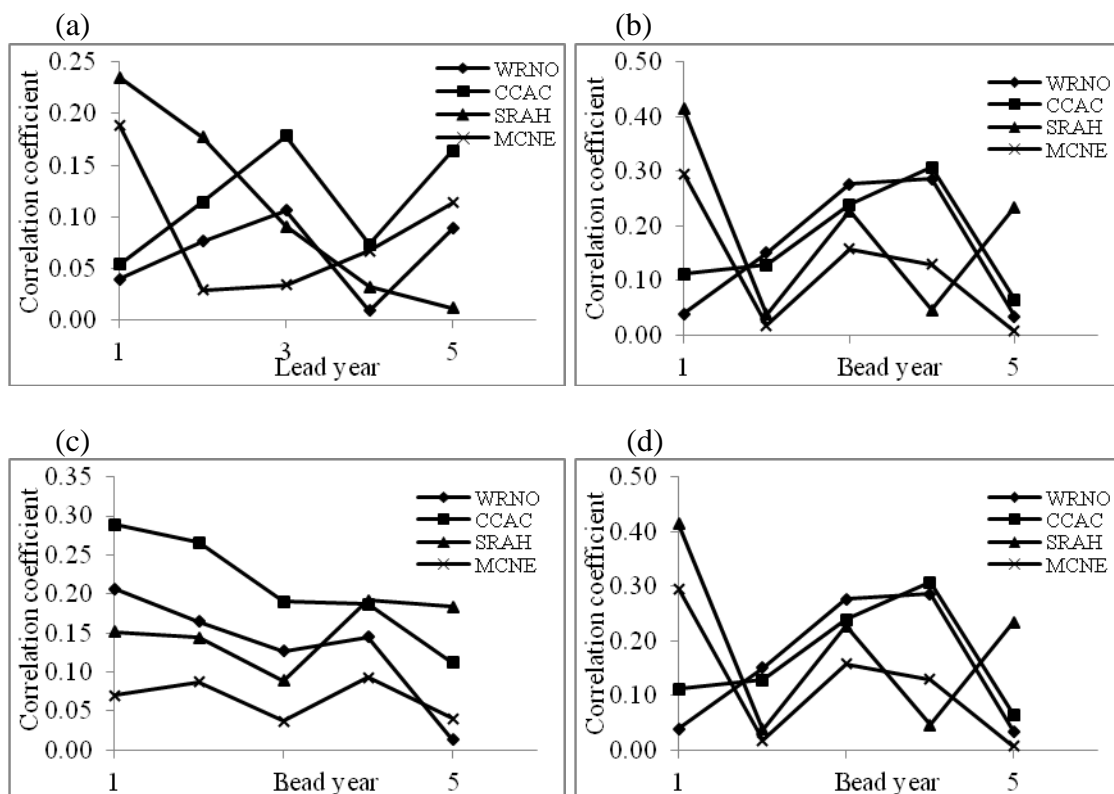 (a)
0.25
0.20
0.15
0.10
0.05
0.00
Correlation coefficient
WRNO
CCAC
SRAH
MCNE
1 3 5
Lead year
(b)
0.50
0.40
0.30
0.20
0.10
0.00
Correlation coefficient
WRNO
CCAC
SRAH
MCNE
1 5
Bead year
(c)
0.35
0.30
0.25
0.20
0.15
0.10
0.05
0.00
Correlation coefficient
WRNO
CCAC
SRAH
MCNE
1 5
Bead year
(d)
0.50
0.40
0.30
0.20
0.10
0.00
Correlation coefficient
WRNO
CCAC
SRAH
MCNE
1 5
Bead year